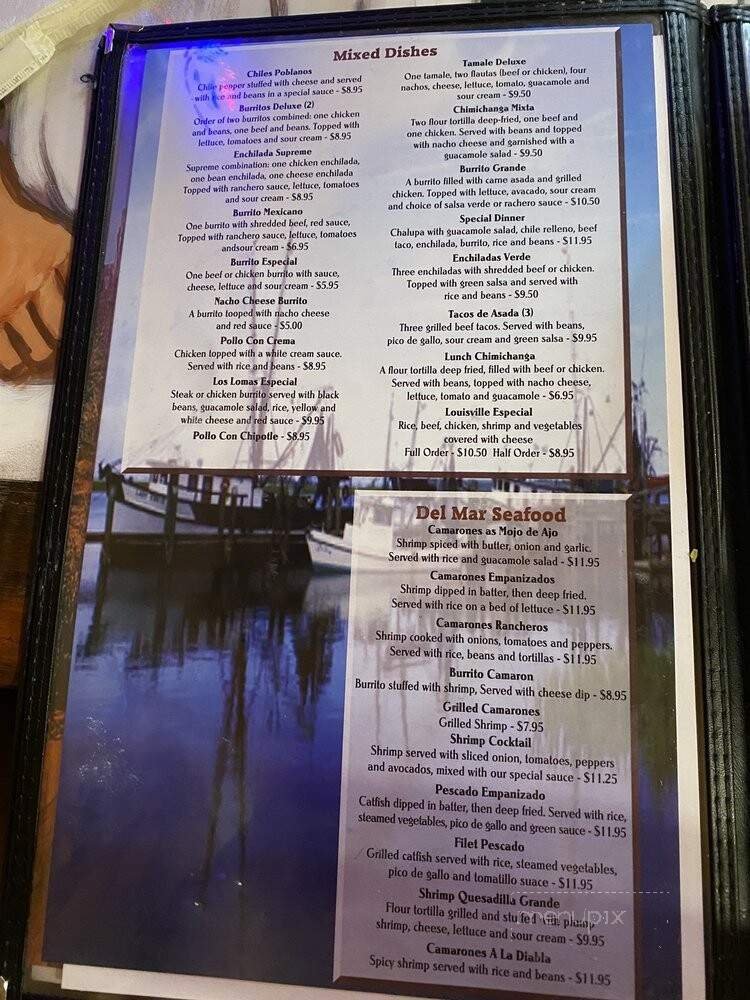 Mixed Dishes
Chiles Poblanos
Chile pepper stuffed with cheese and served
with rice and beans in a special sauce - $8.95
Burritos Deluxe (2)
Order of two burritos combined: one chicken
and beans, one beef and beans. Topped with
lettuce, tomatoes and sour cream - $8.95
Enchilada Supreme
Supreme combination: one chicken enchilada,
one bean enchilada, one cheese enchilada
Topped with ranchero sauce, lettuce, tomatoes
and sour cream - $8.95
Burrito Mexicano
One burrito with shredded beef, red sauce,
Topped with ranchero sauce, lettuce, tomatoes
andsour cream - $6.95
Burrito Especial
One beef or chicken burrito with sauce,
cheese, lettuce and sour cream - $5.95
Nacho Cheese Burrito
A burrito tooped with nacho cheese
and red sauce - $5.00
Pollo Con Crema
Chicken topped with a white cream sauce.
Served with rice and beans - $8.95
Los Lomas Especial
Steak or chicken burrito served with black
beans, guacamole salad, rice, yellow and
white cheese and red sauce - $9.95
Pollo Con Chipotle - $8.95
Tamale Deluxe
One tamale, two flautas (beef or chicken), four
nachos, cheese, lettuce, tomato, guacamole and
sour cream - $9.50
Chimichanga Mixta
Two flour tortilla deep-fried, one beef and
one chicken. Served with beans and topped
with nacho cheese and garnished with a
guacamole salad - $9.50
Burrito Grande
A burrito filled with carne asada and grilled
chicken. Topped with lettuce, avacado, sour cream
and choice of salsa verde or rachero sauce - $10.50
Special Dinner
Chalupa with guacamole salad, chile relleno, beef
taco, enchilada, burrito, rice and beans - $11.95
Enchiladas Verde
Three enchiladas with shredded beef or chicken.
Topped with green salsa and served with
rice and beans - $9.50
Tacos de Asada (3)
Three grilled beef tacos. Served with beans,
pico de gallo, sour cream and green salsa - $9.95
Lunch Chimichanga
A flour tortilla deep fried, filled with beef or chicken.
Served with beans, topped with nacho cheese,
lettuce, tomato and guacamole - $6.95
Louisville Especial
Rice, beef, chicken, shrimp and vegetables
covered with cheese
Full Order - $10.50 Half Order - $8.95
Del Mar Seafood
Camarones as Mojo de Ajo
Shrimp spiced with butter, onion and garlic.
Served with rice and guacamole salad - $11.95
Camarones Empanizados
Shrimp dipped in batter, then deep fried.
Served with rice on a bed of lettuce - $11.95
Camarones Rancheros
Shrimp cooked with onions, tomatoes and peppers.
Served with rice, beans and tortillas - $11.95
Burrito Camaron
Burrito stuffed with shrimp, Served with cheese dip - $8.95
Grilled Camarones
Grilled Shrimp - $7.95
Shrimp Cocktail
Shrimp served with sliced onion, tomatoes, peppers
and avocados, mixed with our special sauce - $11.25
Pescado Empanizado
Catfish dipped in batter, then deep fried. Served with rice,
steamed vegetables, pico de gallo and green sauce - $11.95
Filet Pescado
Grilled catfish served with rice, steamed vegetables,
pico de gallo and tomatillo suace - $11.95
Shrimp Quesadilla Grande
Flour tortilla grilled and stuffed with plump
shrimp, cheese, lettuce and sour cream - $9.95
Camarones A La Diabla
Spicy shrimp served with rice and beans - $11.95
menupix